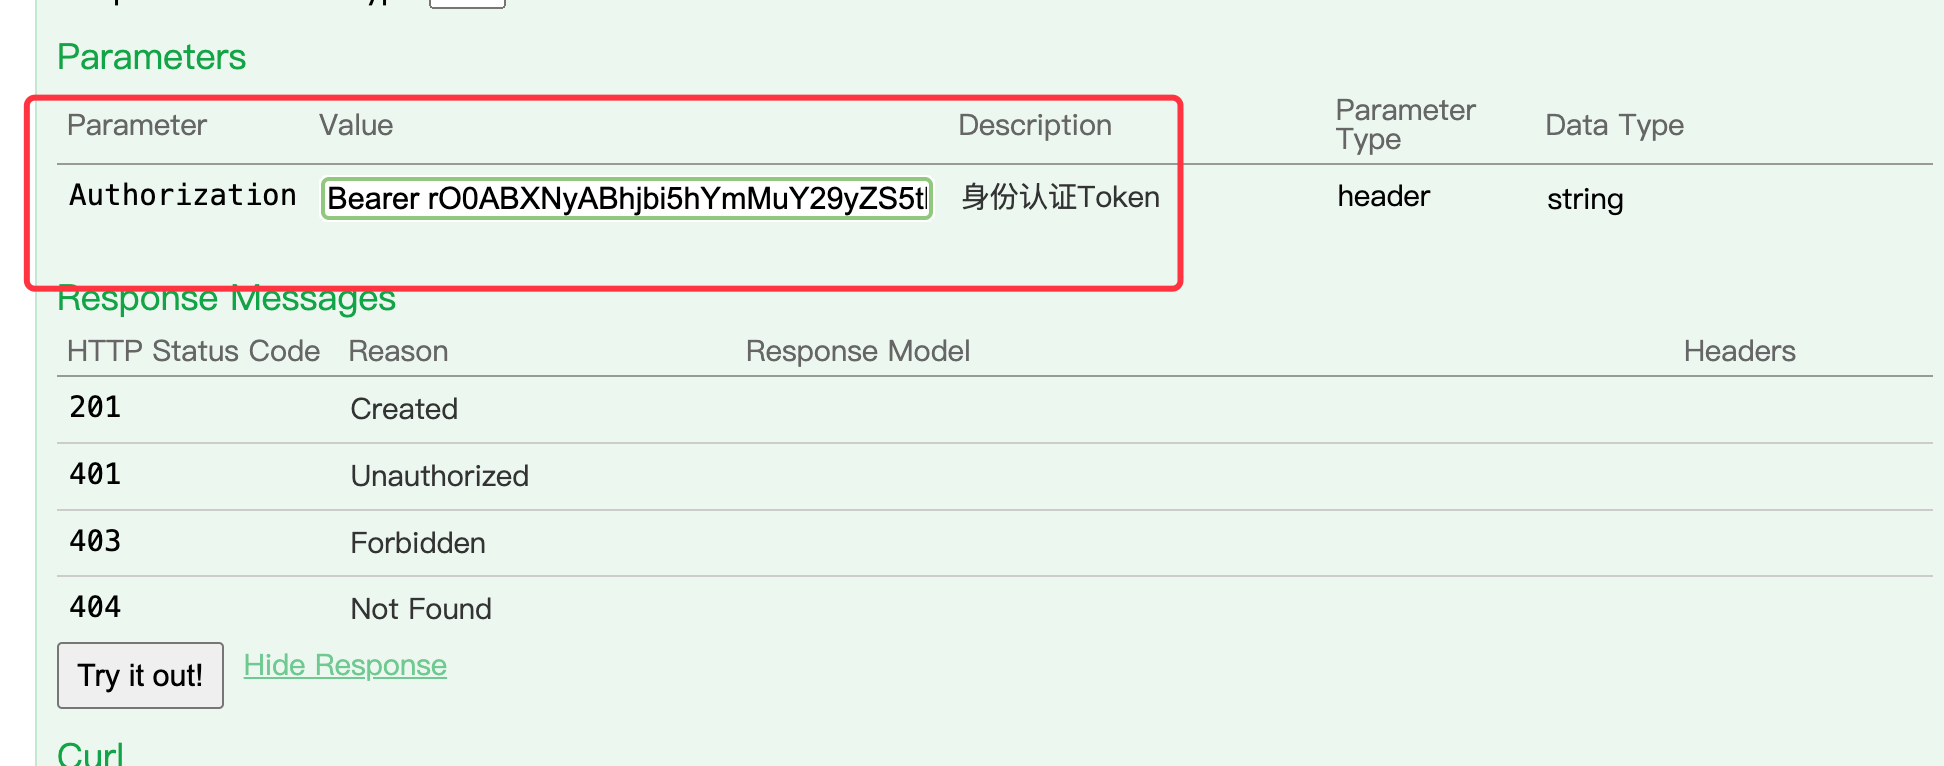 Parameters
Parameter Value Description Parameter Type Data Type
Authorization Bearer rO0ABXNyABhjbi5hYmMuY29yZS5t 身份认证Token header string
Response Messages
HTTP Status Code Reason Response Model Headers
201 Created
401 Unauthorized
403 Forbidden
404 Not Found
Try it out! Hide Response
Curl